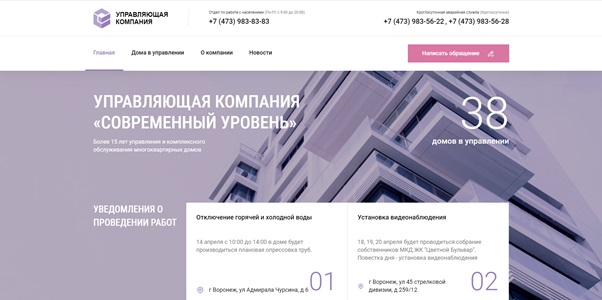 УПРАВЛЯЮЩАЯ
КОМПАНИЯ
Отдел по работе с населением (Пн-Пт с 9:00 до 20:00)
+7 (473) 983-83-83
Круглосуточная аварийная служба (Круглосуточно)
+7 (473) 983-56-22 , +7 (473) 983-56-28
Главная
Дома в управлении
О компании
Новости
Написать обращение
УПРАВЛЯЮЩАЯ КОМПАНИЯ
«СОВРЕМЕННЫЙ УРОВЕНЬ»
Более 15 лет управления и комплексного
обслуживания многоквартирных домов
38
домов в управлении
УВЕДОМЛЕНИЯ О
ПРОВЕДЕНИИ РАБОТ
Отключение горячей и холодной воды
14 апреля с 10:00 до 14:00 в доме будет
производиться плановая опрессовка труб.
г Воронеж, ул Адмирала Чурсина, д 6
01
Установка видеонаблюдения
18, 19, 20 апреля будет проводиться собрание
собственников МКД ЖК "Цветной Бульвар".
Повестка дня - установка видеонаблюдения
г Воронеж, ул 45 стрелковой
дивизии, д 259/12
02